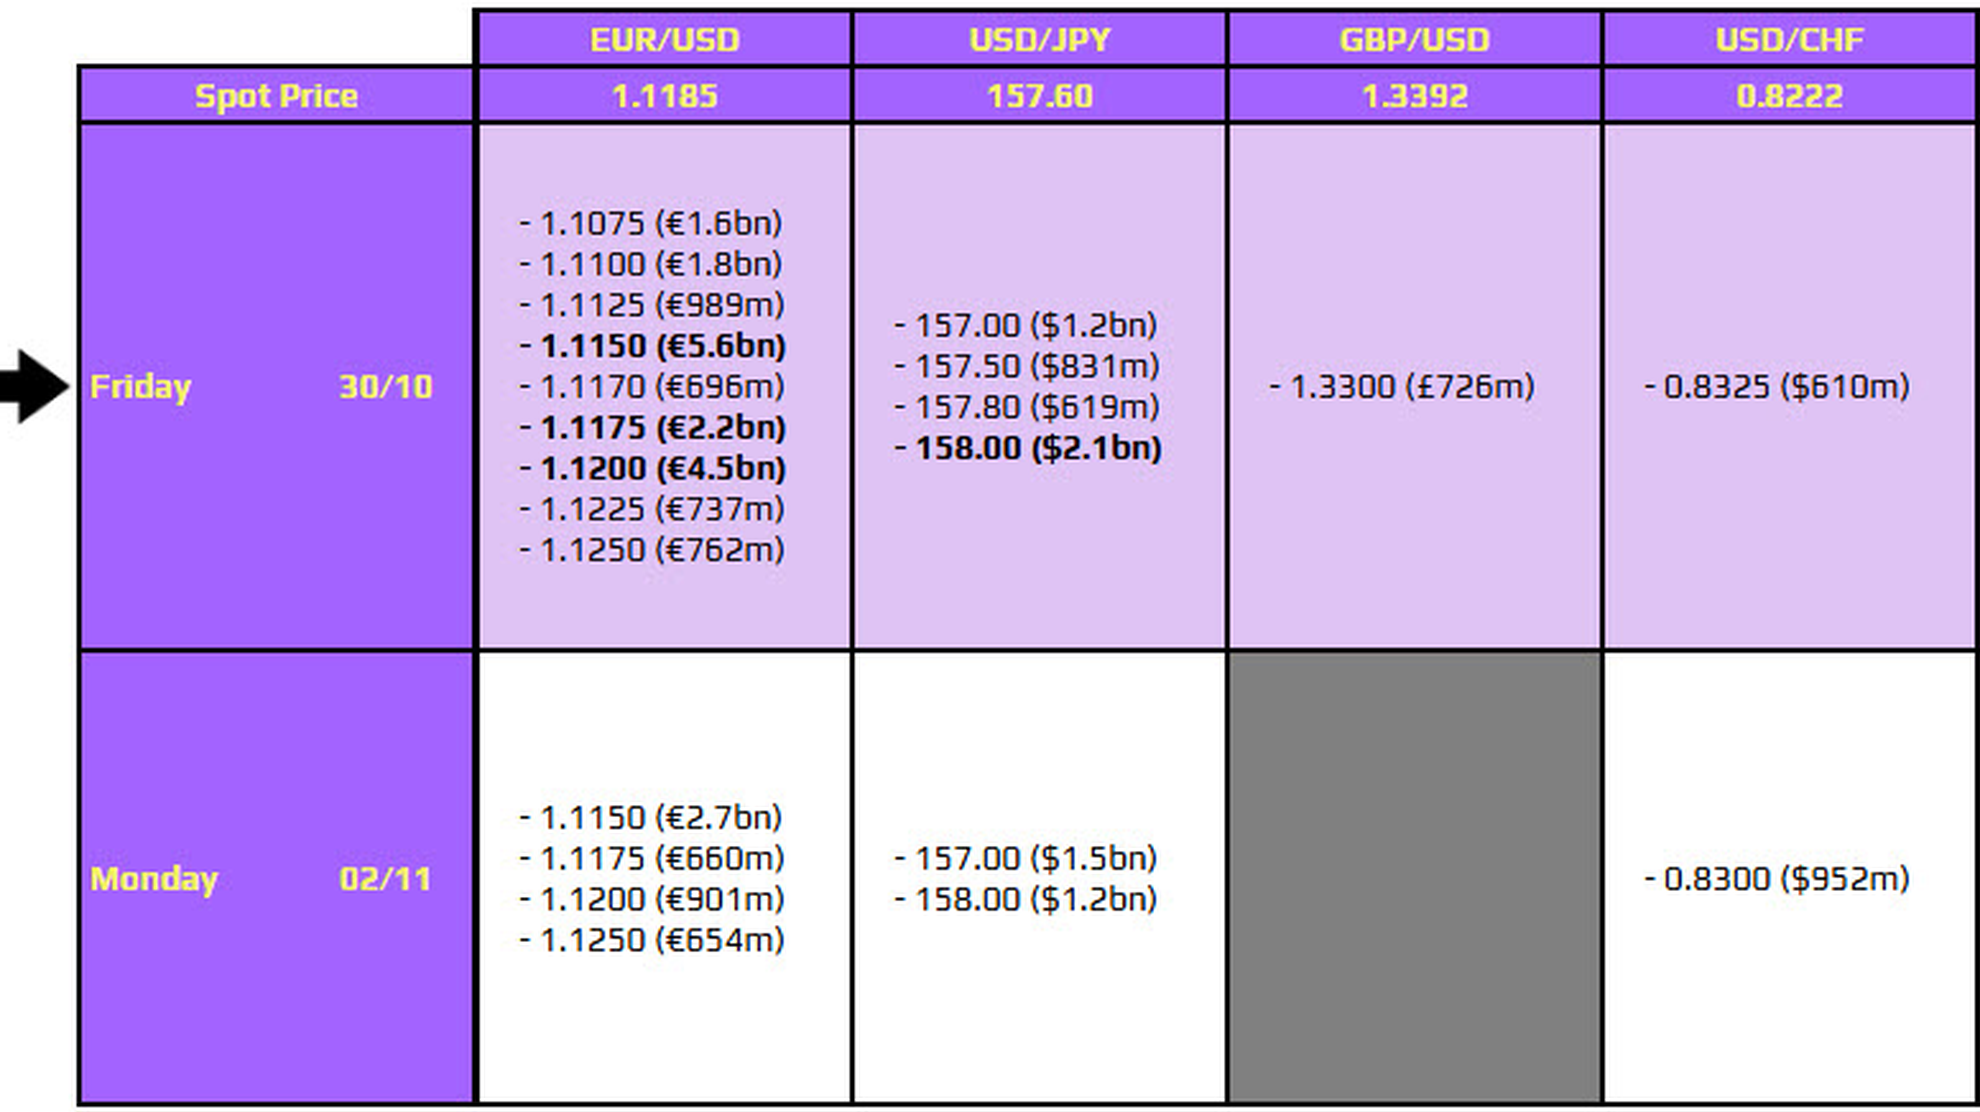 EUR/USD USD/JPY GBP/USD USD/CHF
Spot Price 1.1185 157.60 1.3392 0.8222
Friday 30/10
- 1.1075 (€1.6bn)
- 1.1100 (€1.8bn)
- 1.1125 (€989m)
- 1.1150 (€5.6bn)
- 1.1170 (€696m)
- 1.1175 (€2.2bn)
- 1.1200 (€4.5bn)
- 1.1225 (€737m)
- 1.1250 (€762m)
- 157.00 ($1.2bn)
- 157.50 ($831m)
- 157.80 ($619m)
- 158.00 ($2.1bn)
- 1.3300 (£726m)
- 0.8325 ($610m)
Monday 02/11
- 1.1150 (€2.7bn)
- 1.1175 (€660m)
- 1.1200 (€901m)
- 1.1250 (€654m)
- 157.00 ($1.5bn)
- 158.00 ($1.2bn)
- 0.8300 ($952m)